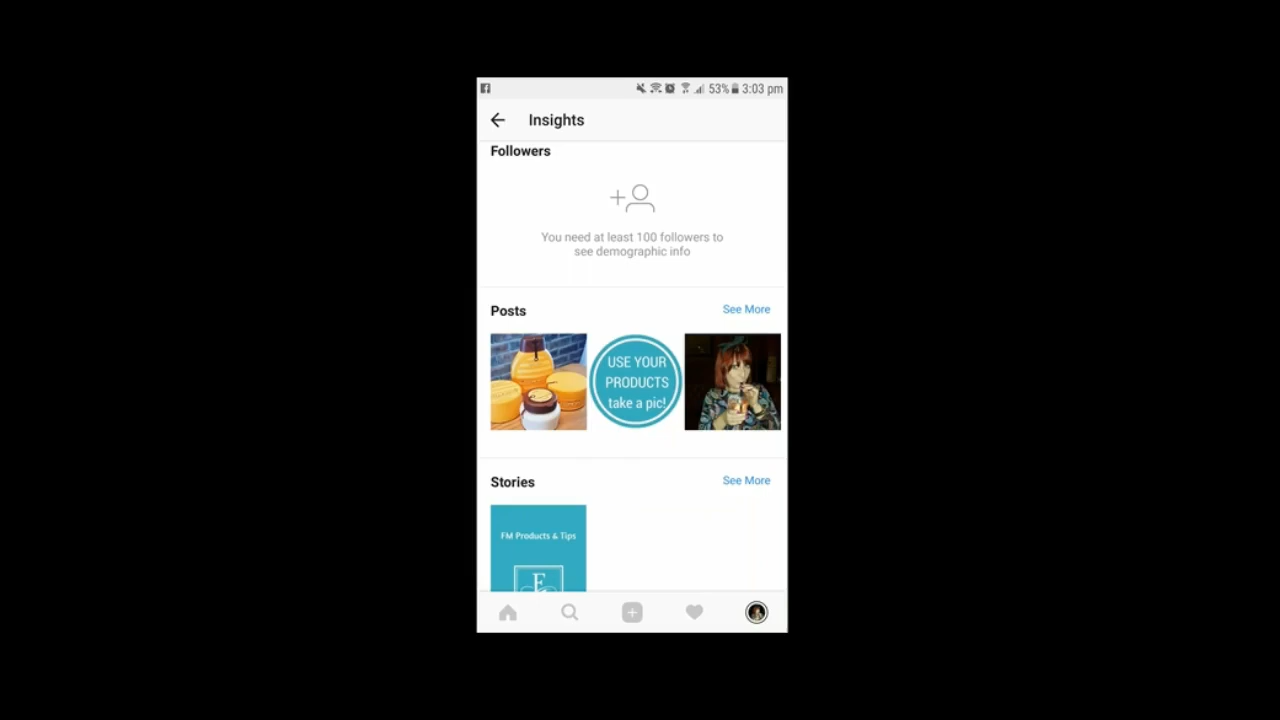 53% 3:03 pm
Insights
Followers
You need at least 100 followers to
see demographic info
Posts
See More
USE YOUR
PRODUCTS
take a pic!
Stories
See More
FM Products & Tips